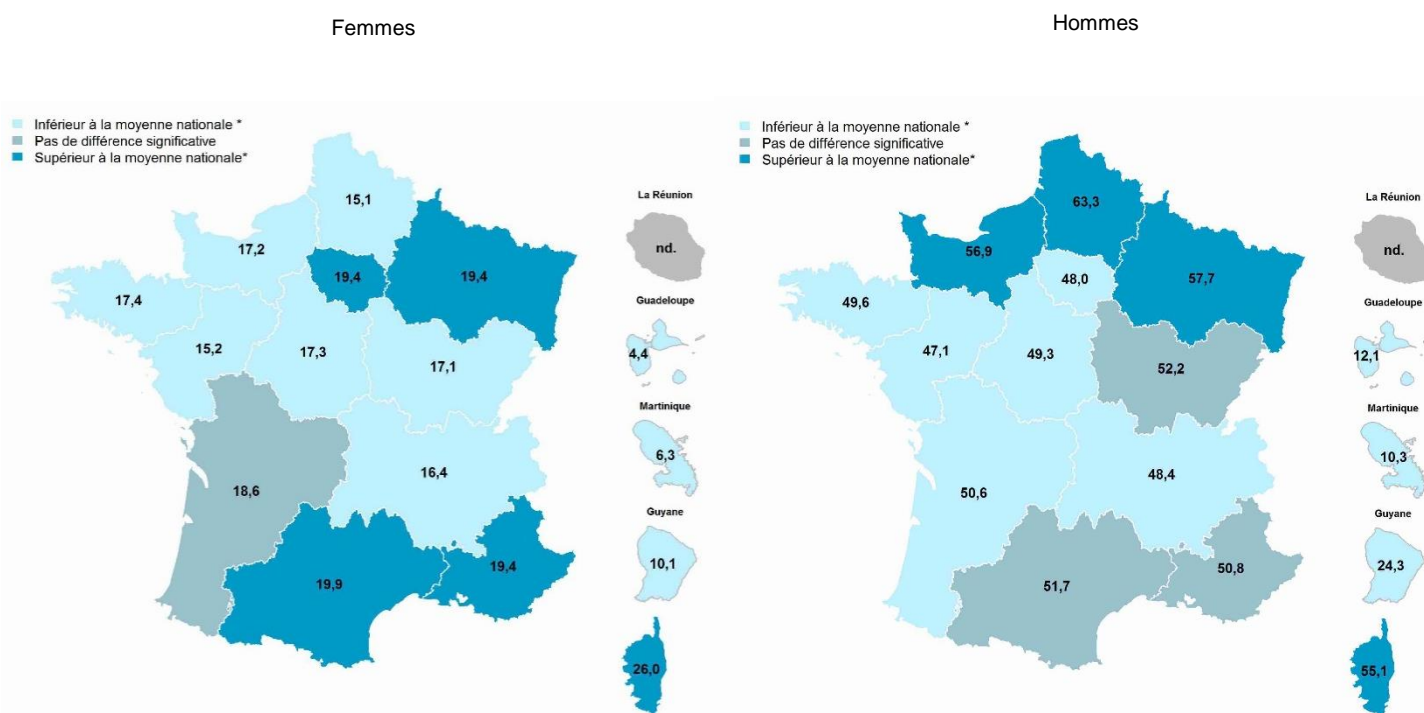 Femmes
Hommes
Inférieur à la moyenne nationale *
Pas de différence significative
Supérieur à la moyenne nationale*
15,1
17,2
19,4
19,4
17,4
15,2
17,3
17,1
16,4
18,6
19,9
19,4
La Réunion
nd.
Guadeloupe
4,4
Martinique
6,3
Guyane
10,1
26,0
Inférieur à la moyenne nationale *
Pas de différence significative
Supérieur à la moyenne nationale*
63,3
56,9
48,0
57,7
49,6
47,1
49,3
52,2
48,4
50,6
51,7
50,8
La Réunion
nd.
Guadeloupe
12,1
Martinique
10,3
Guyane
24,3
55,1